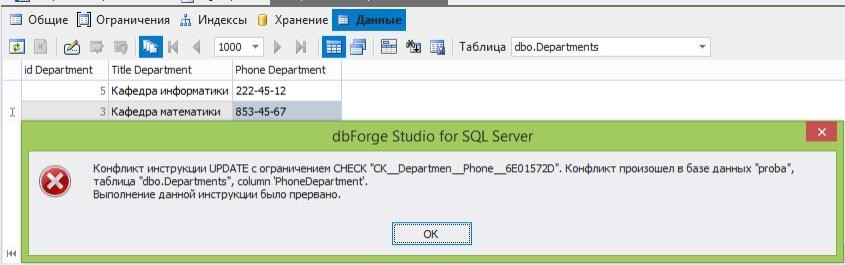 Общие Ограничения Индексы Хранение Данные
1000 Таблица dbo.Departments
id Department Title Department Phone Department
5 Кафедра информатики 222-45-12
3 Кафедра математики 853-45-67
dbForge Studio for SQL Server
Конфликт инструкции UPDATE с ограничением CHECK "CK__Departmen__Phone__6E01572D". Конфликт произошел в базе данных "proba",
таблица "dbo.Departments", column 'PhoneDepartment'.
Выполнение данной инструкции было прервано.
OK